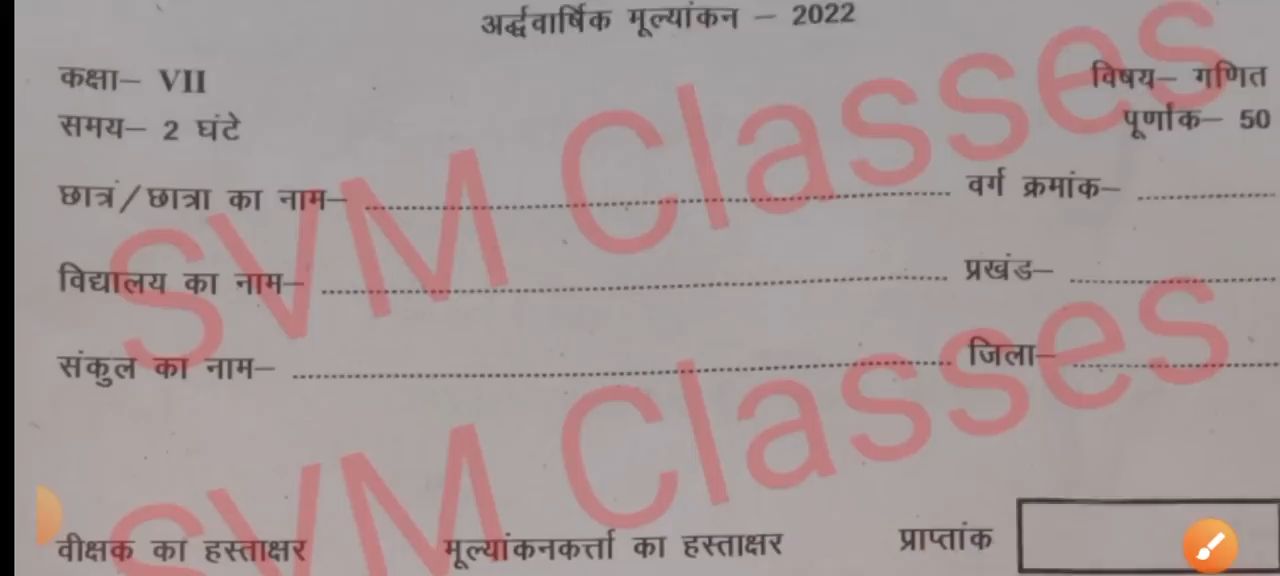 अर्द्धवार्षिक मूल्यांकन – 2022
कक्षा– VII विषय– गणित
समय– 2 घंटे पूर्णांक– 50
छात्र/छात्रा का नाम– वर्ग क्रमांक–
विद्यालय का नाम– प्रखंड–
संकुल का नाम– जिला–
वीक्षक का हस्ताक्षर मूल्यांकनकर्त्ता का हस्ताक्षर प्राप्तांक
SVM Classes
SVM Classes